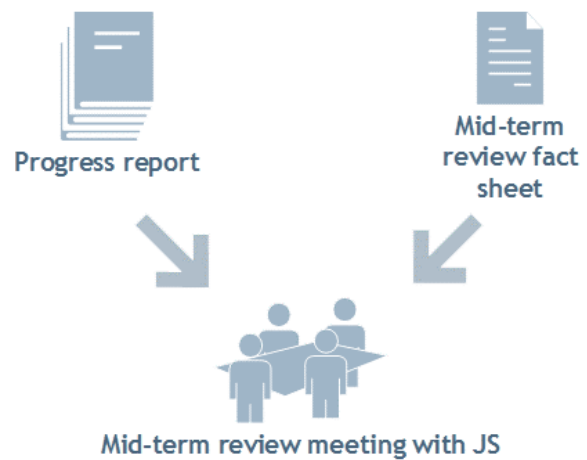 Progress report
Mid-term
review fact
sheet
Mid-term review meeting with JS